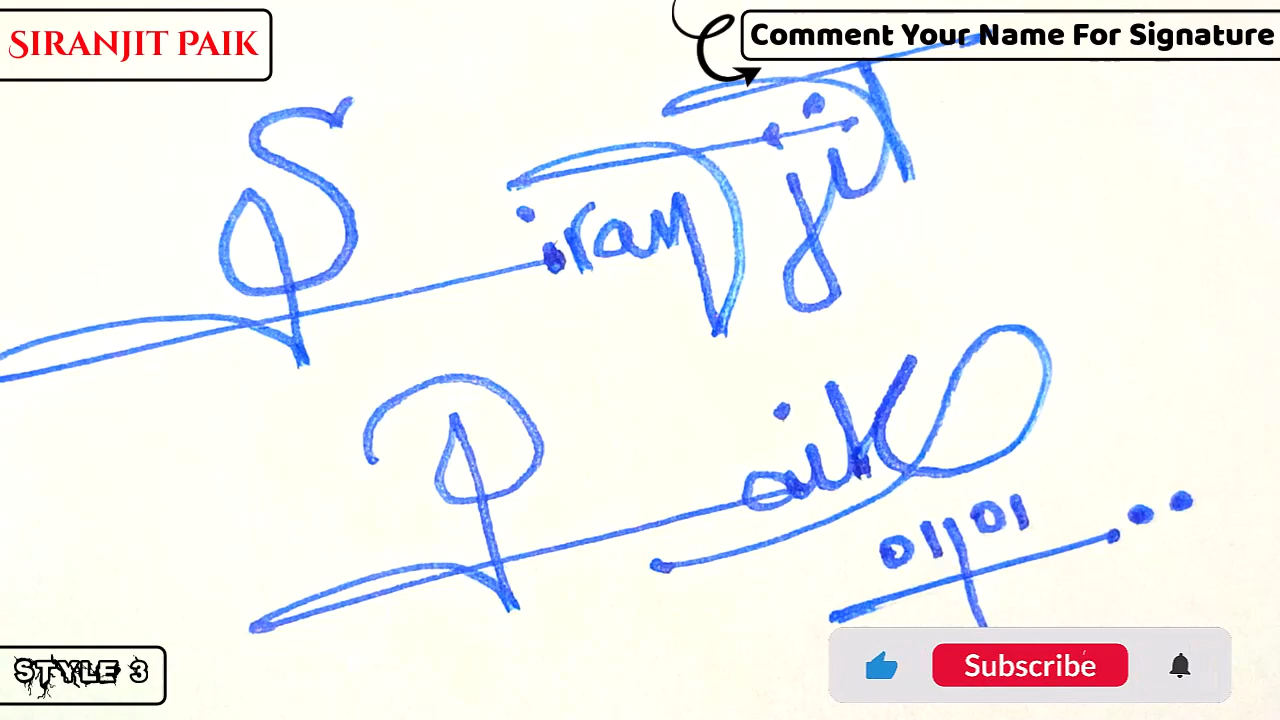 SIRANJIT PAIK
Comment Your Name For Signature
Siranjit
Paik
01/01
STYLE 3
Subscribe